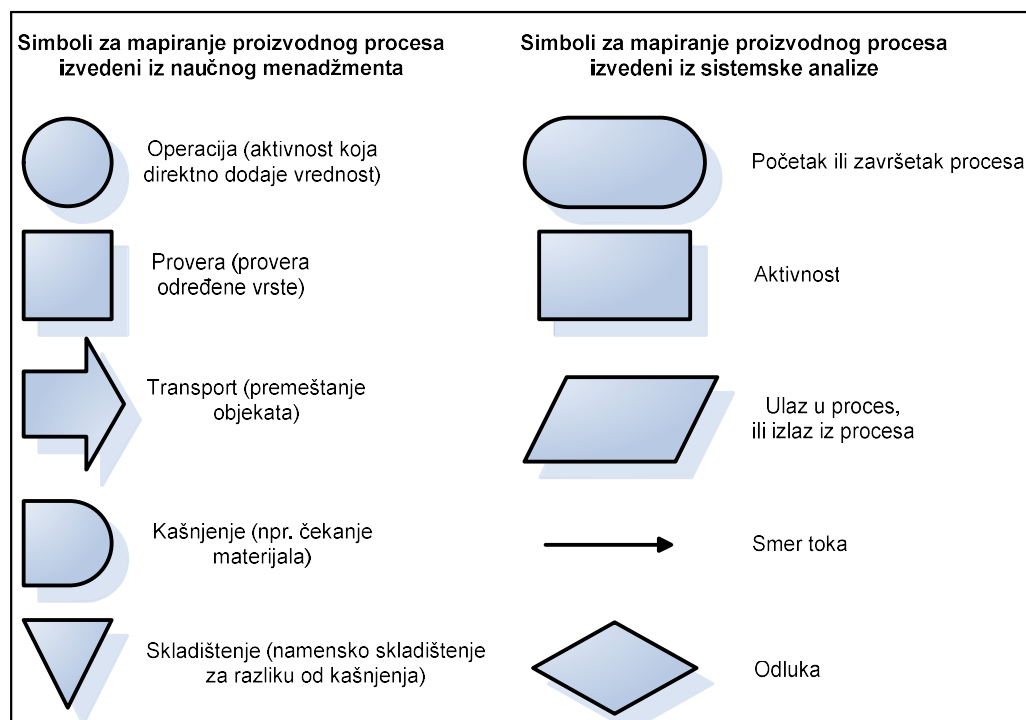 Simboli za mapiranje proizvodnog procesa
izvedeni iz naučnog menadžmenta
Operacija (aktivnost koja
direktno dodaje vrednost)
Provera (provera
određene vrste)
Transport (premeštanje
objekata)
Kašnjenje (npr. čekanje
materijala)
Skladištenje (namensko skladištenje
za razliku od kašnjenja)
Simboli za mapiranje proizvodnog procesa
izvedeni iz sistemske analize
Početak ili završetak procesa
Aktivnost
Ulaz u proces,
ili izlaz iz procesa
Smer toka
Odluka